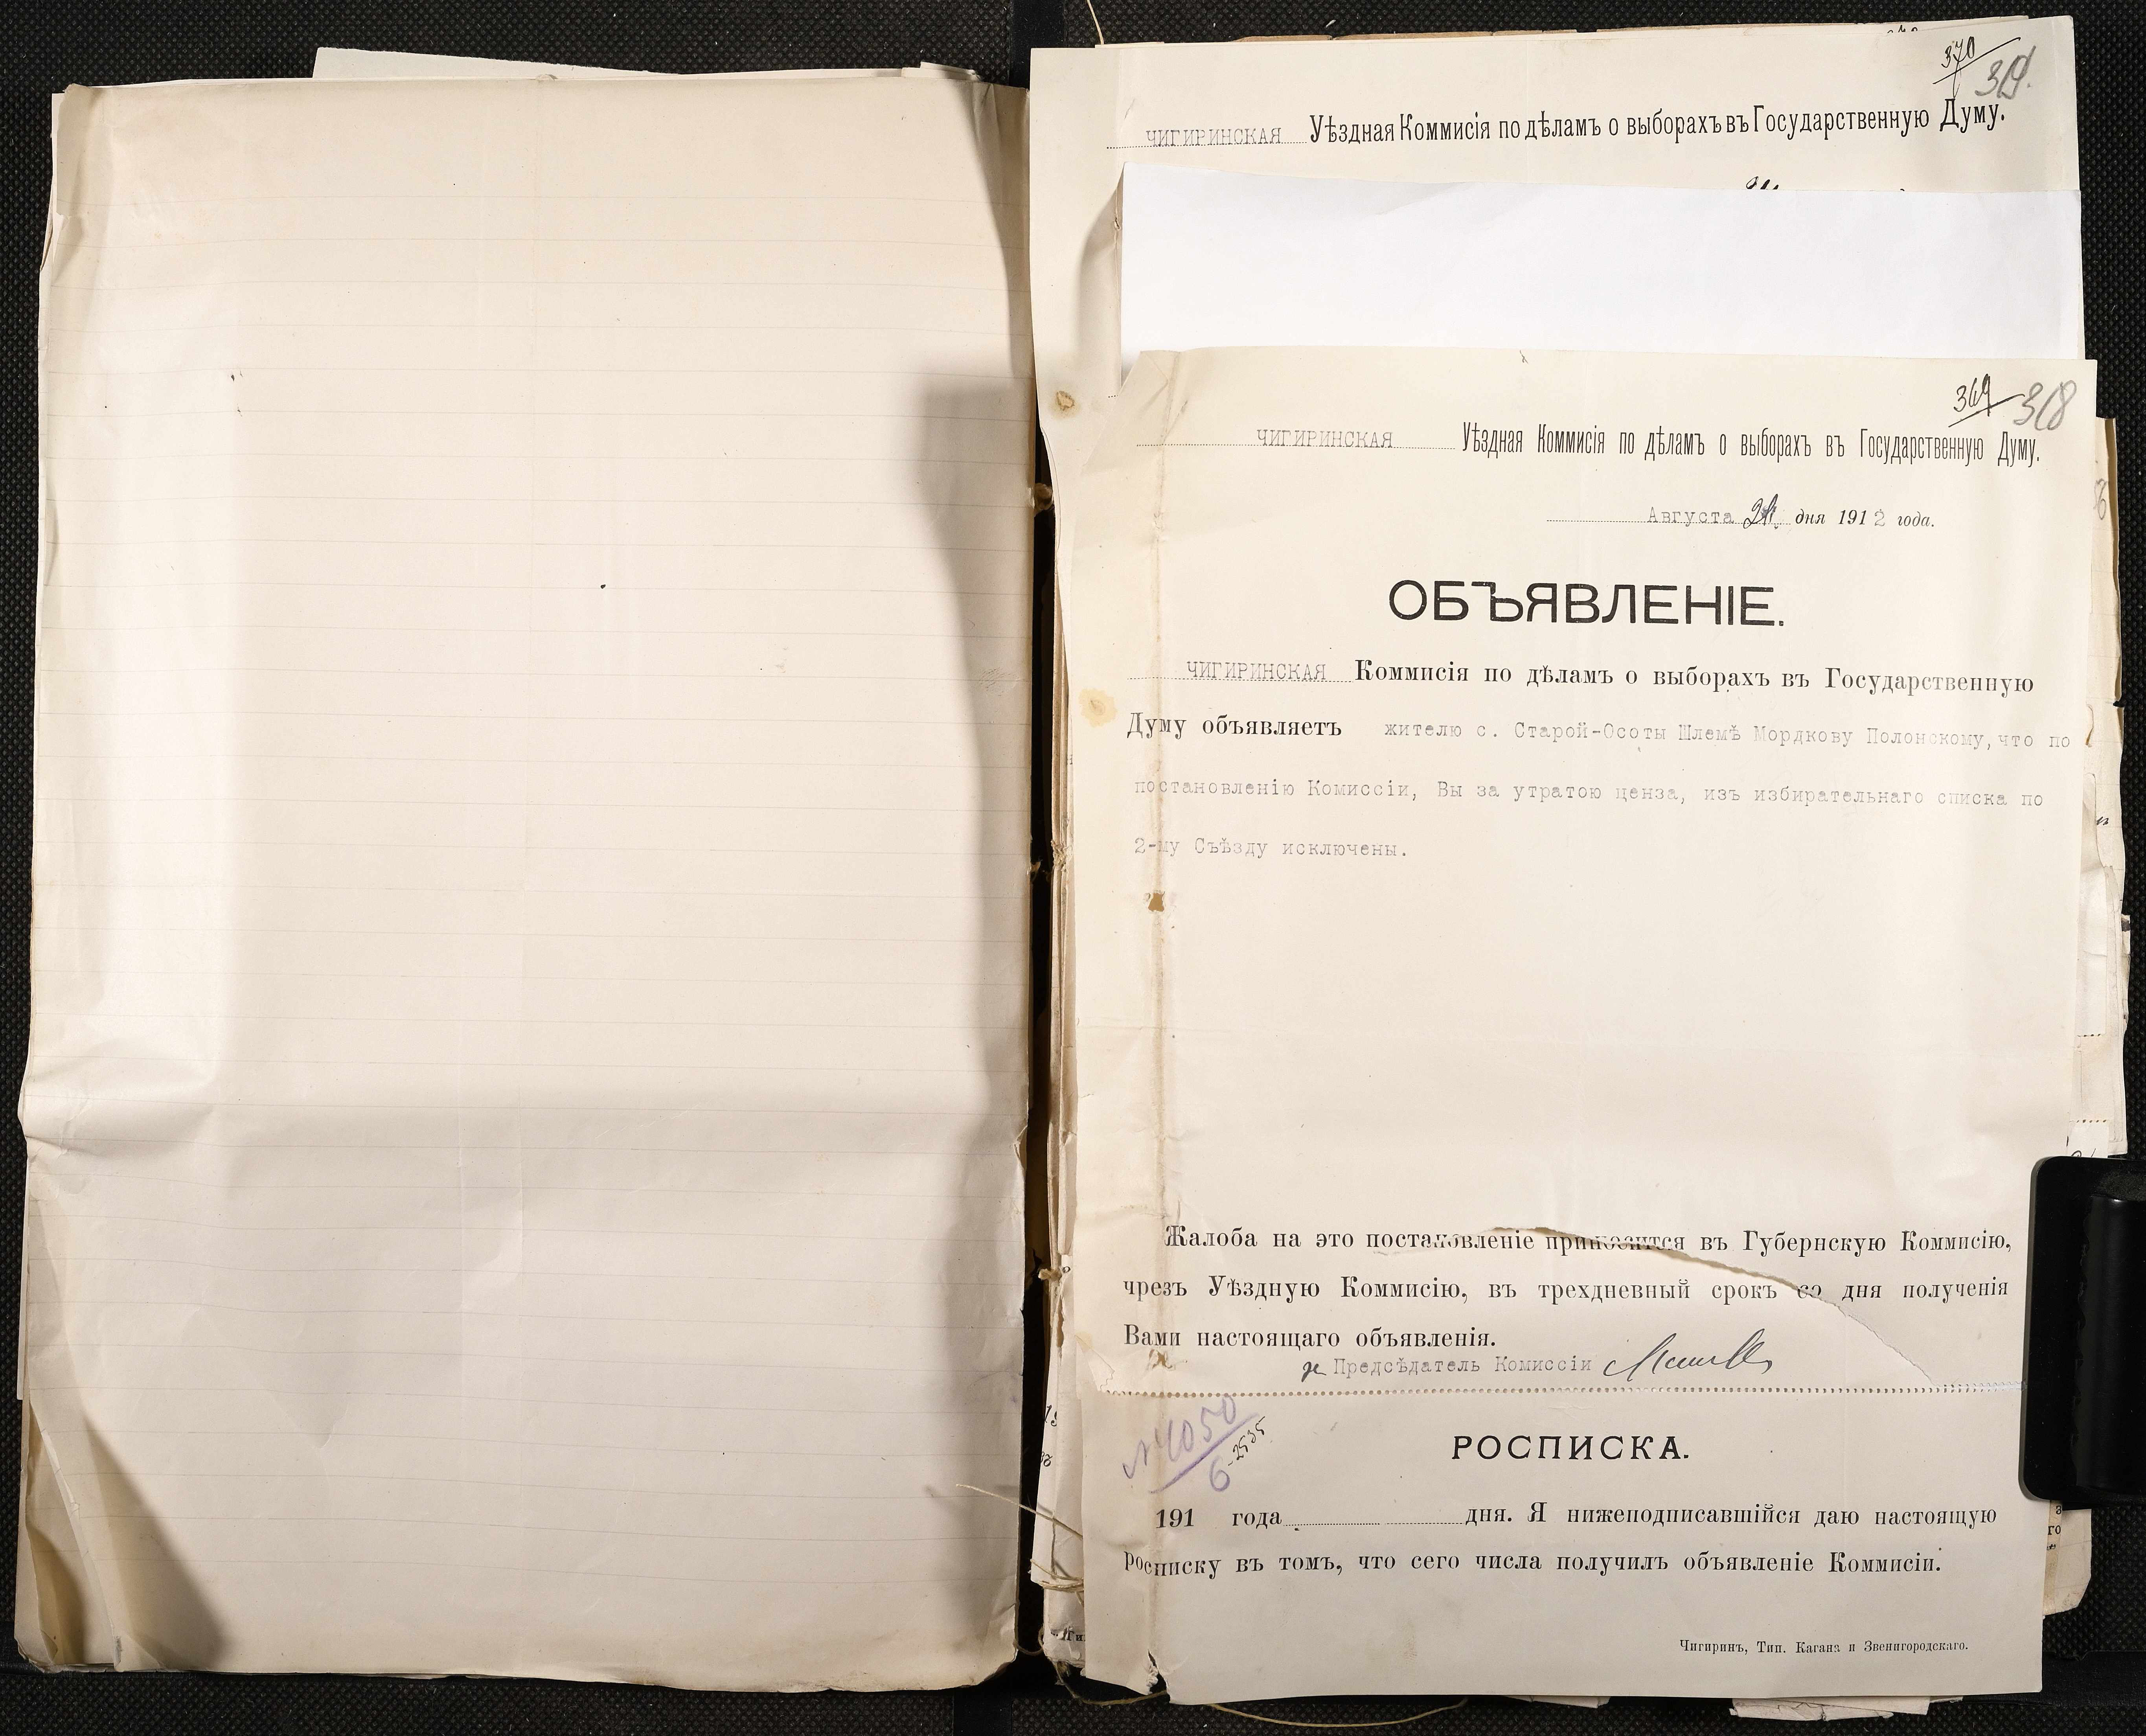 370
ЧИГИРИНСКАЯ Уѣздная Коммисія по дѣламъ о выборахъ въ Государственную Думу.
369 318
ЧИГИРИНСКАЯ Уѣздная Коммисія по дѣламъ о выборахъ въ Государственную Думу.
Августа дня 1912 года.
ОБЪЯВЛЕНІЕ.
ЧИГИРИНСКАЯ Коммисія по дѣламъ о выборахъ въ Государственную
Думу объявляетъ жителю с. Старой-Осоты Шлемѣ Мордкову Полонскому, что по
постановленію Комиссіи, Вы за утратою ценза, изъ избирательнаго списка по
2-му Съѣзду исключены.
Жалоба на это постановленіе приносится въ Губернскую Коммисію,
чрезъ Уѣздную Коммисію, въ трехдневный срокъ со дня полученія
Вами настоящаго объявленія.
Предсѣдатель Комиссіи
№ 4050
6-2535
РОСПИСКА.
191 года дня. Я нижеподписавшійся даю настоящую
росписку въ томъ, что сего числа получилъ объявленіе Коммисіи.
Чигиринъ, Тип. Кагана и Звенигородскаго.